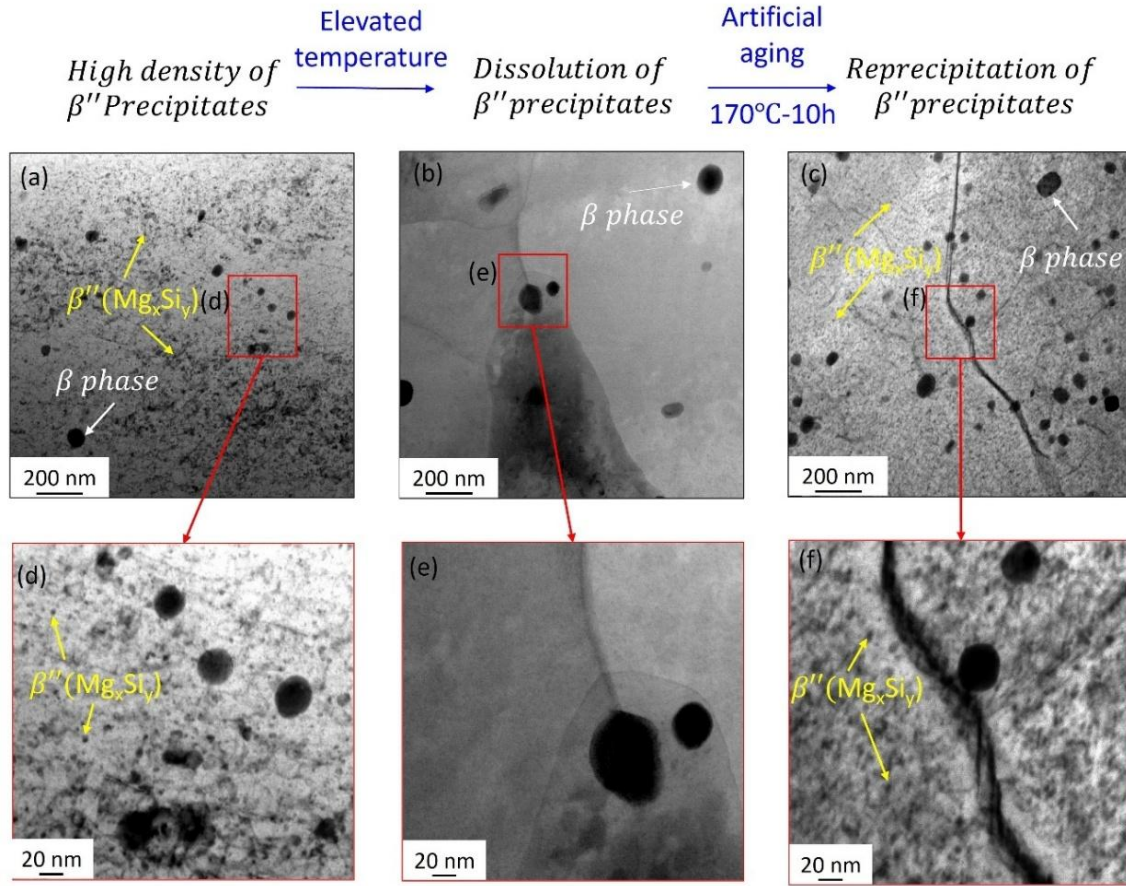 High density of
β''Precipitates
Elevated
temperature
Dissolution of
β''precipitates
Artificial
aging
170℃-10h
Reprecipitation of
β''precipitates
(a)
β''(MgxSiy)
(d)
β phase
200 nm
(b)
β phase
(e)
200 nm
(c)
β''(MgxSiy)
β phase
(f)
200 nm
(d)
β''(MgxSiy)
20 nm
(e)
20 nm
(f)
β''(MgxSiy)
20 nm